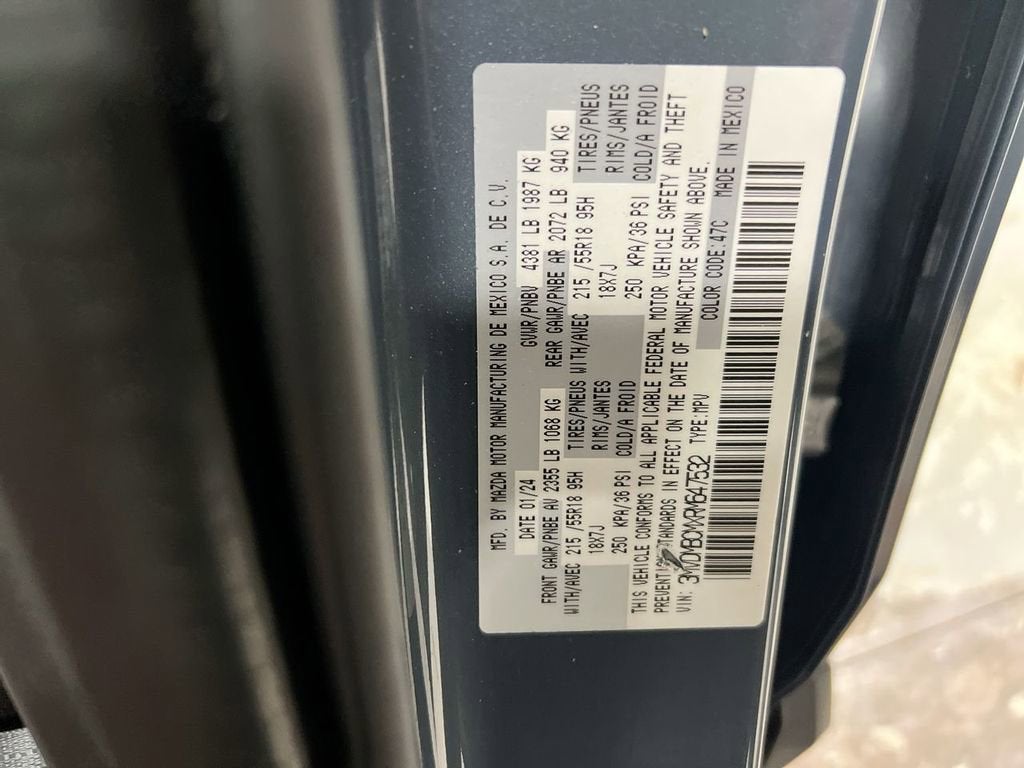 MFD. BY MAZDA MOTOR MANUFACTURING DE MEXICO S.A. DE C.V.
DATE 01/24 GVWR/PNBV 4381 LB 1987 KG
FRONT GAWR/PNBE AV 2355 LB 1068 KG REAR GAWR/PNBE AR 2072 LB 940 KG
WITH/AVEC 215 /55R18 95H TIRES/PNEUS WITH/AVEC 215 /55R18 95H TIRES/PNEUS
18X7J RIMS/JANTES 18X7J RIMS/JANTES
250 KPA/36 PSI COLD/A FROID 250 KPA/36 PSI COLD/A FROID
THIS VEHICLE CONFORMS TO ALL APPLICABLE FEDERAL MOTOR VEHICLE SAFETY AND THEFT
PREVENTION STANDARDS IN EFFECT ON THE DATE OF MANUFACTURE SHOWN ABOVE.
VIN: 3MVDMBCMXRM647532 TYPE:MPV COLOR CODE:47C MADE IN MEXICO